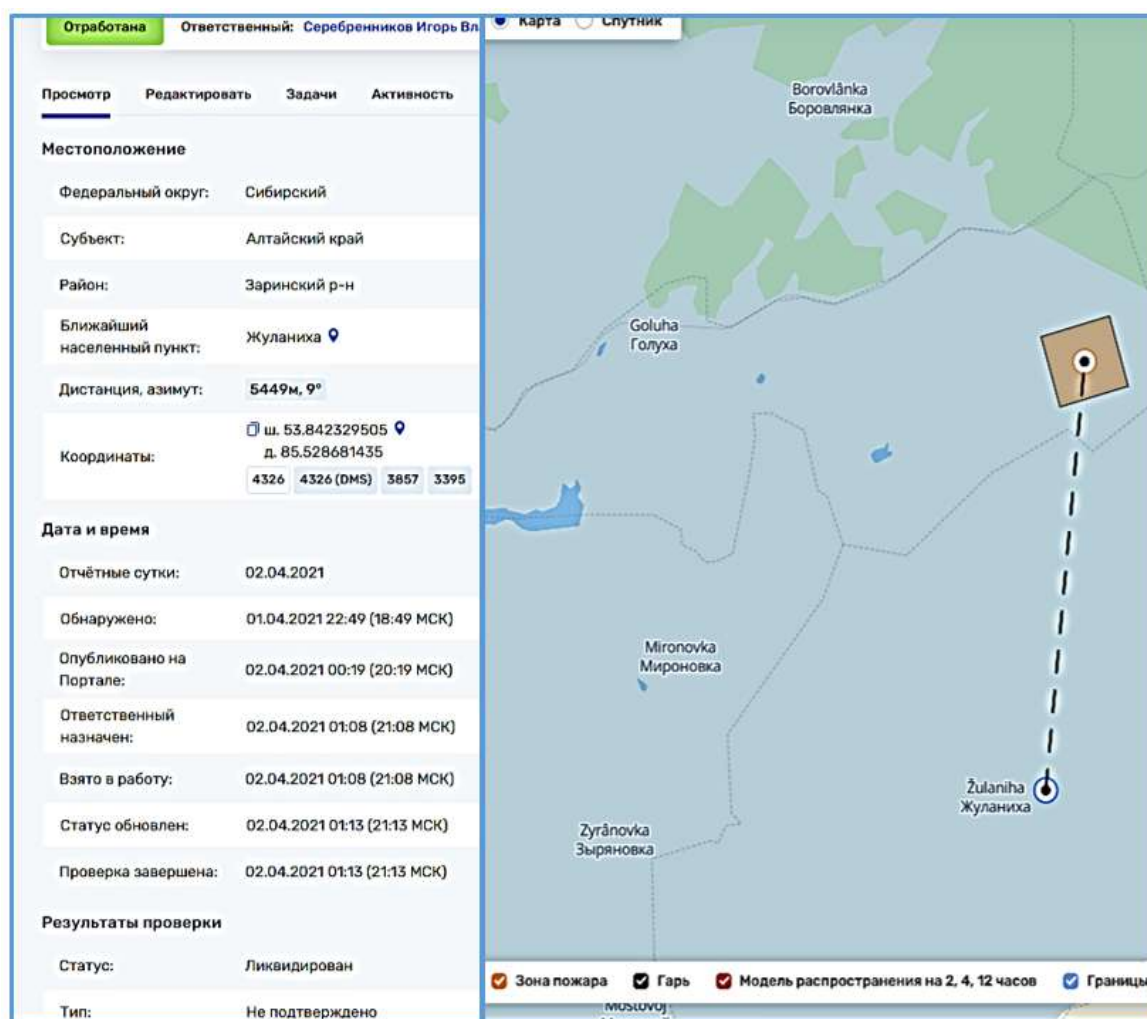 Отработана Ответственный: Серебренников Игорь
Просмотр Редактировать Задачи Активность
Местоположение
Федеральный округ: Сибирский
Субъект: Алтайский край
Район: Заринский р-н
Ближайший
населенный пункт: Жуланиха
Дистанция, азимут: 5449м, 9°
Координаты: ш. 53.842329505
д. 85.528681435
4326 4326 (DMS) 3857 3395
Дата и время
Отчётные сутки: 02.04.2021
Обнаружено: 01.04.2021 22:49 (18:49 МСК)
Опубликовано на
Портале: 02.04.2021 00:19 (20:19 МСК)
Ответственный
назначен: 02.04.2021 01:08 (21:08 МСК)
Взято в работу: 02.04.2021 01:08 (21:08 МСК)
Статус обновлен: 02.04.2021 01:13 (21:13 МСК)
Проверка завершена: 02.04.2021 01:13 (21:13 МСК)
Результаты проверки
Статус: Ликвидирован
Тип: Не подтверждено
Карта Спутник
Borovlânka
Боровлянка
Goluha
Голуха
Mironovka
Мироновка
Žulaniha
Жуланиха
Zyrânovka
Зыряновка
Зона пожара Гарь Модель распространения на 2, 4, 12 часов Границы
Mostovoj